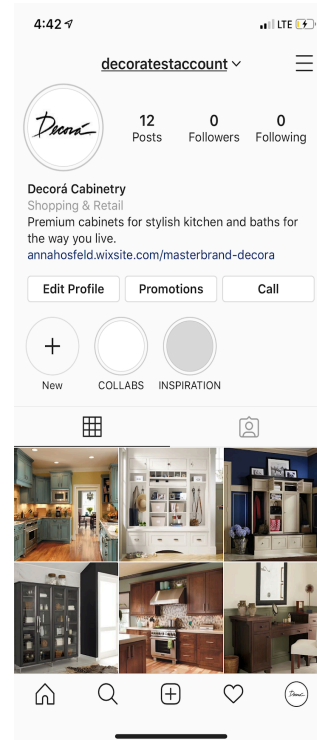 4:42
LTE
decoratestaccount
Decorá
12
0
0
Posts
Followers
Following
Decorá Cabinetry
Shopping & Retail
Premium cabinets for stylish kitchen and baths for
the way you live.
annahosfeld.wixsite.com/masterbrand-decora
Edit Profile
Promotions
Call
New
COLLABS
INSPIRATION
Decorá